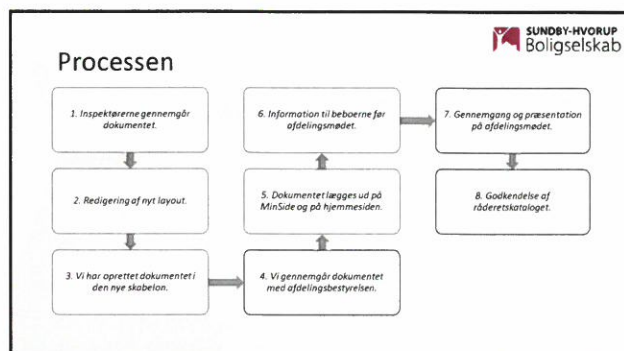 SUNDBY-HVORUP
Boligselskab
Processen
1. Inspektørerne gennemgår
dokumentet.
2. Redigering af nyt layout.
3. Vi har oprettet dokumentet i
den nye skabelon.
4. Vi gennemgår dokumentet
med afdelingsbestyrelsen.
5. Dokumentet lægges ud på
MinSide og på hjemmesiden.
6. Information til beboerne før
afdelingsmødet.
7. Gennemgang og præsentation
på afdelingsmødet.
8. Godkendelse af
råderetskataloget.